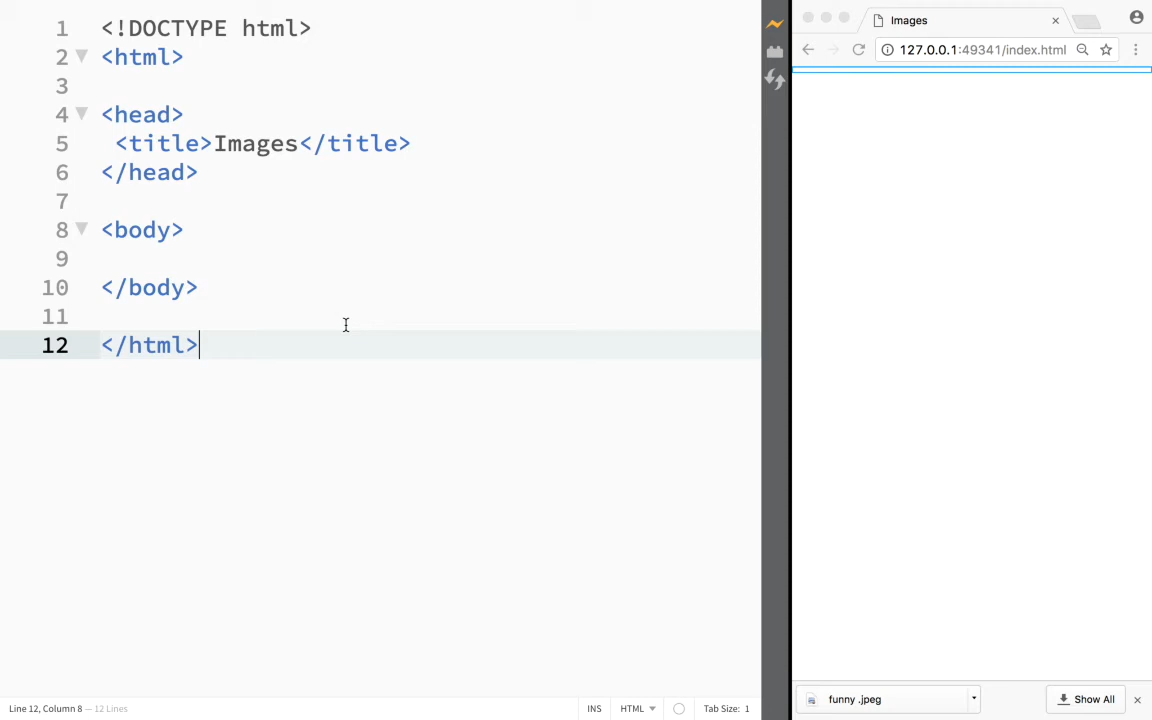 1 <!DOCTYPE html>
2 <html>
3
4 <head>
5 <title>Images</title>
6 </head>
7
8 <body>
9
10 </body>
11
12 </html>
Line 12, Column 8 — 12 Lines
INS HTML Tab Size: 1
Images
127.0.0.1:49341/index.html
funny .jpeg
Show All